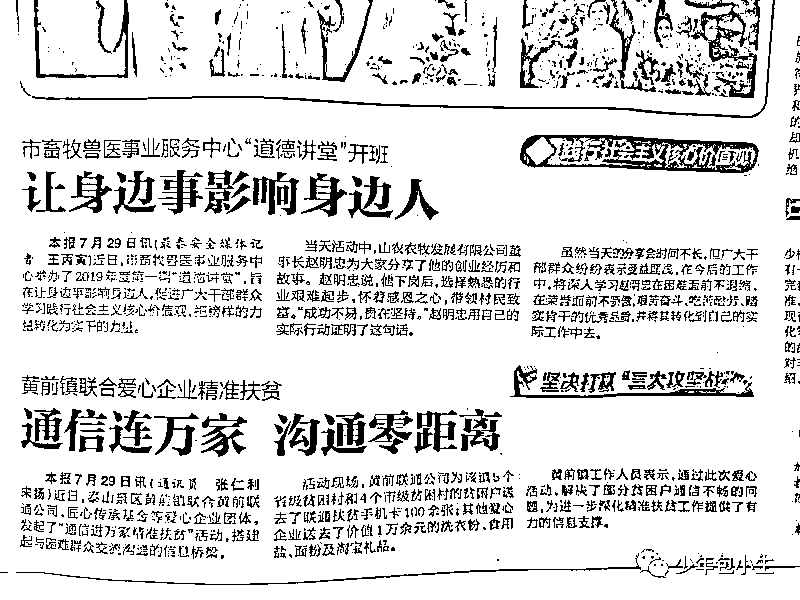 市畜牧兽医事业服务中心“道德讲堂”开班
践行社会主义核心价值观
让身边事影响身边人
本报7月29日讯(最泰安全媒体记
者 王丙寅)近日,市畜牧兽医事业服务中
心举办了2019年度第一期“道德讲堂”,旨
在让身边事影响身边人,促进广大干部群众
学习践行社会主义核心价值观,把榜样的力
量转化为实干的力量。
当天活动中,山农农牧发展有限公司董
事长赵明忠为大家分享了他的创业经历和
故事。赵明忠说,他下岗后,选择熟悉的行
业艰难起步,怀着感恩之心,带领村民致
富。“成功不易,贵在坚持。”赵明忠用自己的
实际行动证明了这句话。
虽然当天的分享会时间不长,但广大干
部群众纷纷表示受益匪浅,在今后的工作
中,将深入学习赵明忠在困难面前不退缩、
在荣誉面前不骄傲,艰苦奋斗、吃苦耐劳、踏
实肯干的优秀品质,并将其转化到自己的实
际工作中去。
黄前镇联合爱心企业精准扶贫
坚决打赢“三大攻坚战”
通信连万家 沟通零距离
本报7月29日讯(通讯员 张仁利
宋扬)近日,泰山景区黄前镇联合黄前联
通公司、匠心传承基金等爱心企业团体,
发起了“通信进万家精准扶贫”活动,搭建
起与困难群众交流沟通的信息桥梁。
活动现场,黄前联通公司为该镇5个
省级贫困村和4个市级贫困村的贫困户送
去了联通扶贫手机卡100余张;其他爱心
企业送去了价值1万余元的洗衣粉、食用
盐、面粉及淘宝礼品。
黄前镇工作人员表示,通过此次爱心
活动,解决了部分贫困户通信不畅的问
题,为进一步深化精准扶贫工作提供了有
力的信息支撑。
少年包小生